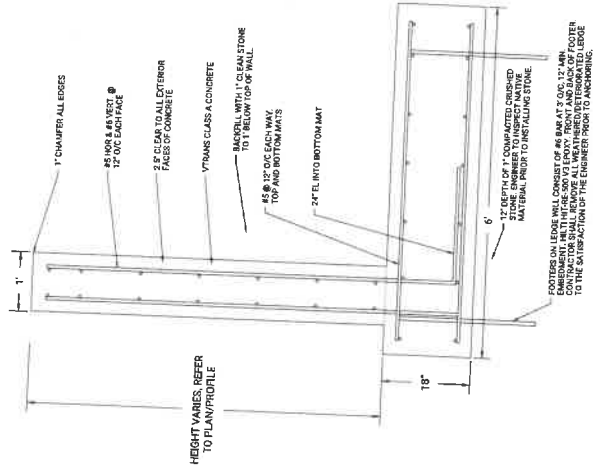 1" CHAMFER ALL EDGES
1'
#5 HOR & #6 VERT @
12" O/C EACH FACE
2.5" CLEAR TO ALL EXTERIOR
FACES OF CONCRETE
VTRANS CLASS A CONCRETE
BACKFILL WITH 1" CLEAN STONE
TO 1' BELOW TOP OF WALL.
HEIGHT VARIES, REFER
TO PLAN/PROFILE
#5 @ 12" O/C EACH WAY,
TOP AND BOTTOM MATS
24" EL INTO BOTTOM MAT
18"
6'
12" DEPTH OF 1" COMPACTED CRUSHED
STONE. ENGINEER TO INSPECT NATIVE
MATERIAL PRIOR TO INSTALLING STONE.
FOOTERS ON LEDGE WILL CONSIST OF #6 BAR AT 3' O/C, 12" MIN.
EMBEDMENT, HILTI HIT-RE-500 V3 EPOXY. FRONT AND BACK OF FOOTER
CONTRACTOR SHALL REMOVE ALL WEATHERED/DETERIORATED LEDGE
TO THE SATISFACTION OF THE ENGINEER PRIOR TO ANCHORING.